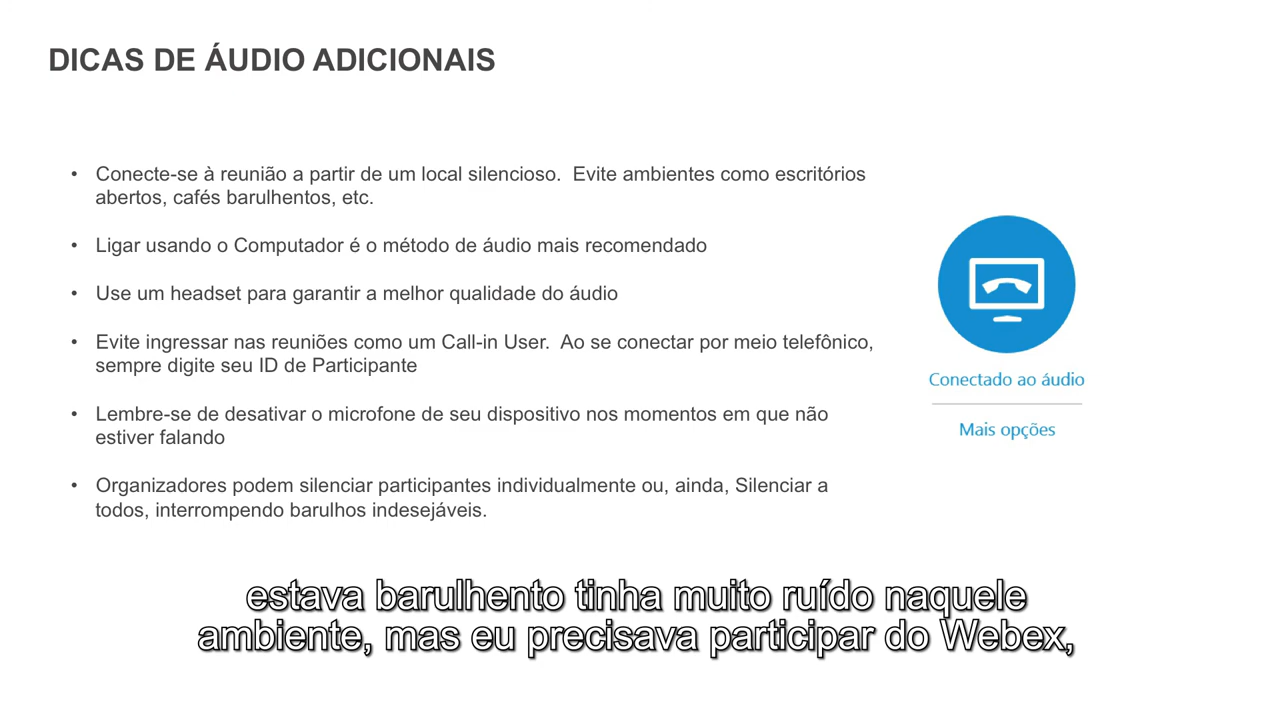 DICAS DE ÁUDIO ADICIONAIS
• Conecte-se à reunião a partir de um local silencioso.  Evite ambientes como escritórios
abertos, cafés barulhentos, etc.
• Ligar usando o Computador é o método de áudio mais recomendado
• Use um headset para garantir a melhor qualidade do áudio
• Evite ingressar nas reuniões como um Call-in User.  Ao se conectar por meio telefônico,
sempre digite seu ID de Participante
• Lembre-se de desativar o microfone de seu dispositivo nos momentos em que não
estiver falando
• Organizadores podem silenciar participantes individualmente ou, ainda, Silenciar a
todos, interrompendo barulhos indesejáveis.
Conectado ao áudio
Mais opções
estava barulhento tinha muito ruído naquele
ambiente, mas eu precisava participar do Webex,